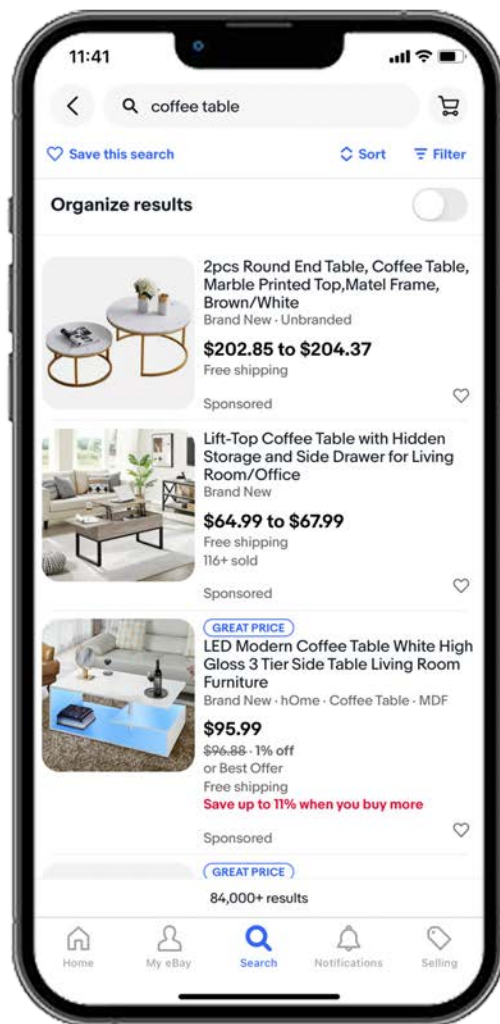 11:41
coffee table
Save this search
Sort
Filter
Organize results
2pcs Round End Table, Coffee Table,
Marble Printed Top,Matel Frame,
Brown/White
Brand New · Unbranded
$202.85 to $204.37
Free shipping
Sponsored
Lift-Top Coffee Table with Hidden
Storage and Side Drawer for Living
Room/Office
Brand New
$64.99 to $67.99
Free shipping
116+ sold
Sponsored
GREAT PRICE
LED Modern Coffee Table White High
Gloss 3 Tier Side Table Living Room
Furniture
Brand New · hOme · Coffee Table · MDF
$95.99
$96.88 · 1% off
or Best Offer
Free shipping
Save up to 11% when you buy more
Sponsored
GREAT PRICE
84,000+ results
Home
My eBay
Search
Notifications
Selling